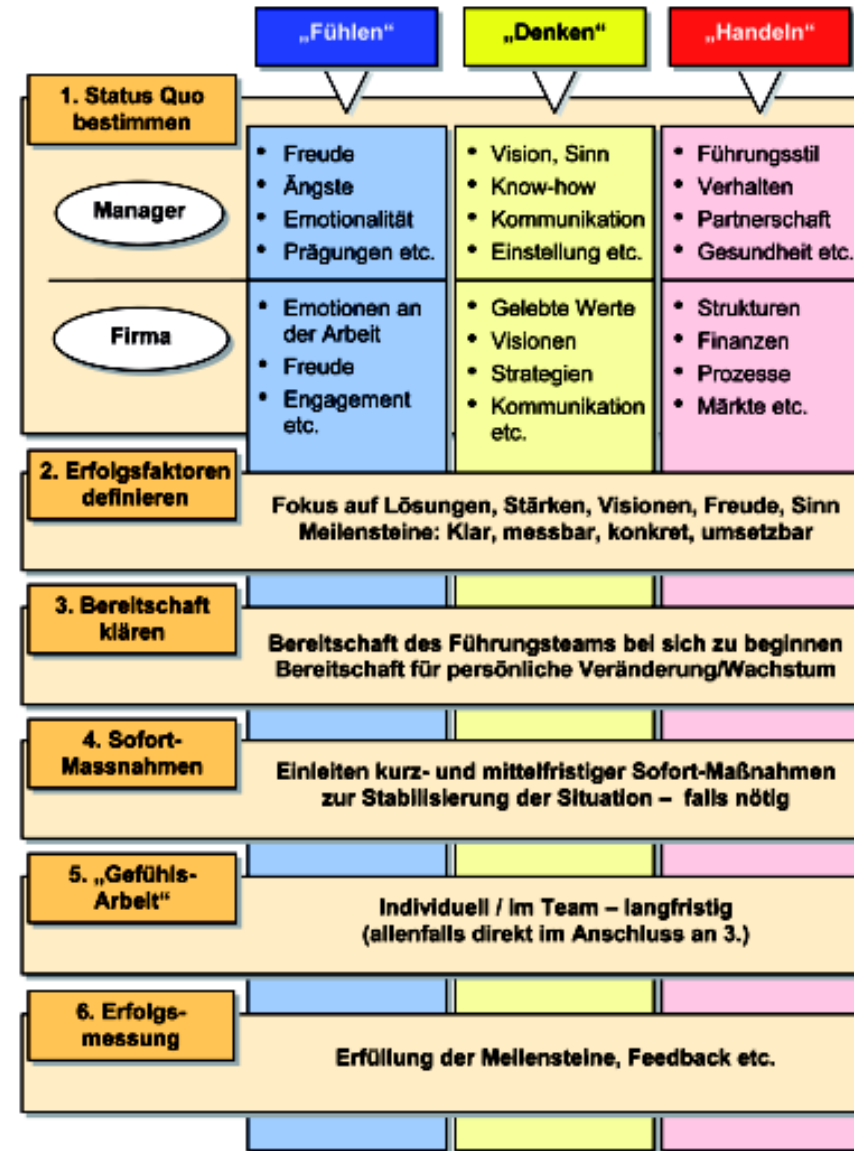 „Fühlen“
„Denken“
„Handeln“
1. Status Quo
bestimmen
Manager
• Freude
• Ängste
• Emotionalität
• Prägungen etc.
• Vision, Sinn
• Know-how
• Kommunikation
• Einstellung etc.
• Führungsstil
• Verhalten
• Partnerschaft
• Gesundheit etc.
Firma
• Emotionen an
der Arbeit
• Freude
• Engagement
etc.
• Gelebte Werte
• Visionen
• Strategien
• Kommunikation
etc.
• Strukturen
• Finanzen
• Prozesse
• Märkte etc.
2. Erfolgsfaktoren
definieren
Fokus auf Lösungen, Stärken, Visionen, Freude, Sinn
Meilensteine: Klar, messbar, konkret, umsetzbar
3. Bereitschaft
klären
Bereitschaft des Führungsteams bei sich zu beginnen
Bereitschaft für persönliche Veränderung/Wachstum
4. Sofort-
Massnahmen
Einleiten kurz- und mittelfristiger Sofort-Maßnahmen
zur Stabilisierung der Situation – falls nötig
5. „Gefühls-
Arbeit“
Individuell / im Team – langfristig
(allenfalls direkt im Anschluss an 3.)
6. Erfolgs-
messung
Erfüllung der Meilensteine, Feedback etc.